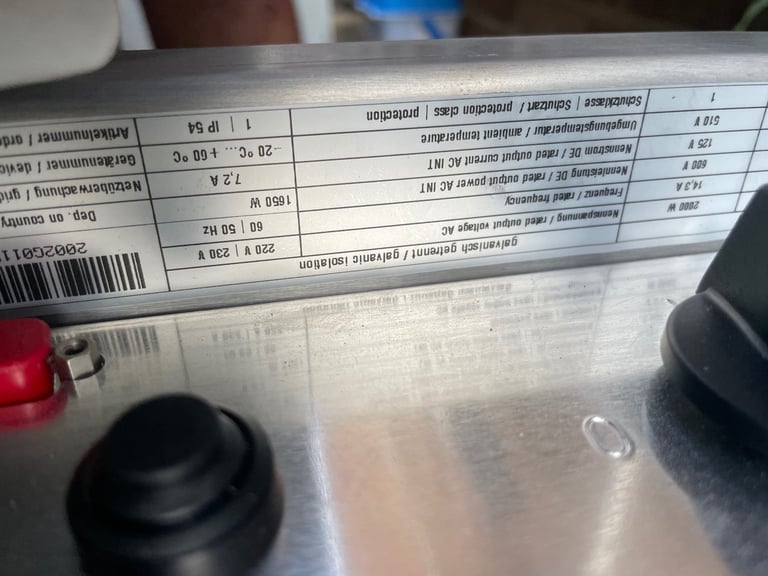 galvanisch getrennt / galvanic isolation
W Nennspannung / rated output voltage AC 220 V | 230 V 2002G011
14,3 A Frequenz / rated frequency 60 | 50 Hz Dep. on country
600 V Nennleistung DE / rated output power AC INT 1650 W Netzüberwachung / grid
125 V Nennstrom DE / rated output current AC INT 7,2 A Gerätenummer / devic
510 V Umgebungstemperatur / ambient temperature -20 °C... + 60 °C Artikelnummer / orde
1 Schutzklasse | Schutzart / protection class | protection 1 | IP 54
0